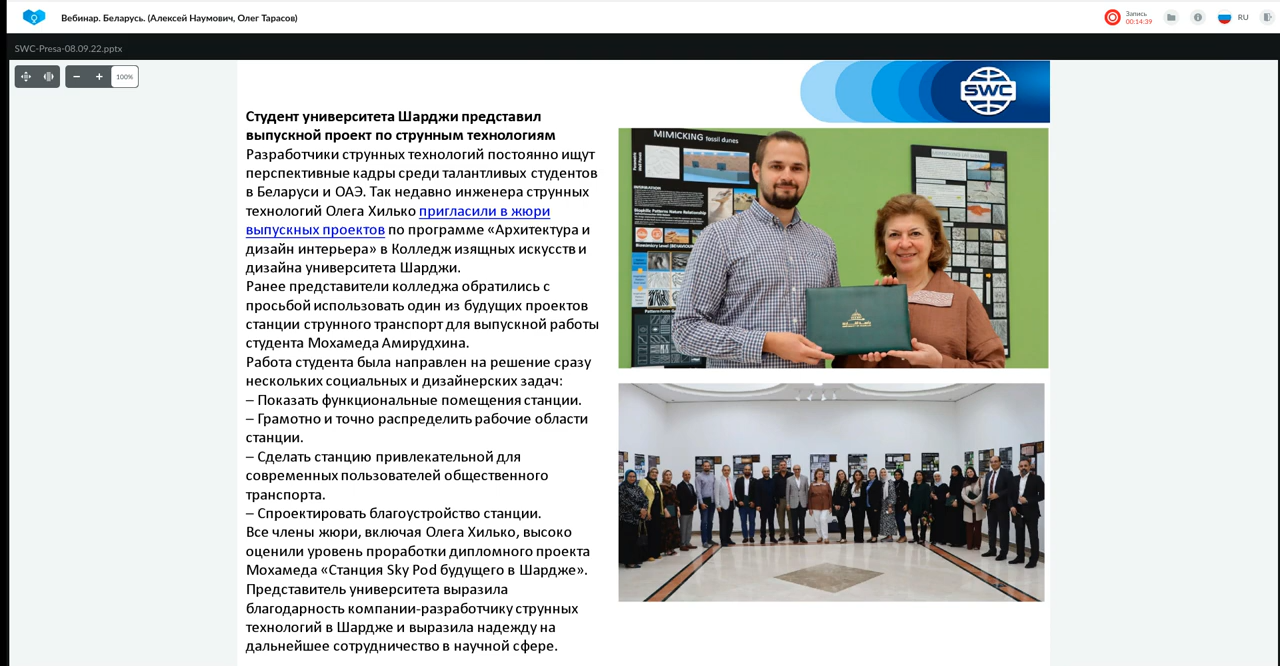 Вебинар. Беларусь. (Алексей Наумович, Олег Тарасов)
Запись
00:14:39
RU
SWC-Presa-08.09.22.pptx
100%
SWC
Студент университета Шарджи представил
выпускной проект по струнным технологиям
Разработчики струнных технологий постоянно ищут
перспективные кадры среди талантливых студентов
в Беларуси и ОАЭ. Так недавно инженера струнных
технологий Олега Хилько пригласили в жюри
выпускных проектов по программе «Архитектура и
дизайн интерьера» в Колледж изящных искусств и
дизайна университета Шарджи.
Ранее представители колледжа обратились с
просьбой использовать один из будущих проектов
станции струнного транспорт для выпускной работы
студента Мохамеда Амирудхина.
Работа студента была направлен на решение сразу
нескольких социальных и дизайнерских задач:
– Показать функциональные помещения станции.
– Грамотно и точно распределить рабочие области
станции.
– Сделать станцию привлекательной для
современных пользователей общественного
транспорта.
– Спроектировать благоустройство станции.
Все члены жюри, включая Олега Хилько, высоко
оценили уровень проработки дипломного проекта
Мохамеда «Станция Sky Pod будущего в Шардже».
Представитель университета выразила
благодарность компании-разработчику струнных
технологий в Шардже и выразила надежду на
дальнейшее сотрудничество в научной сфере.
MIMICKING fossil dunes